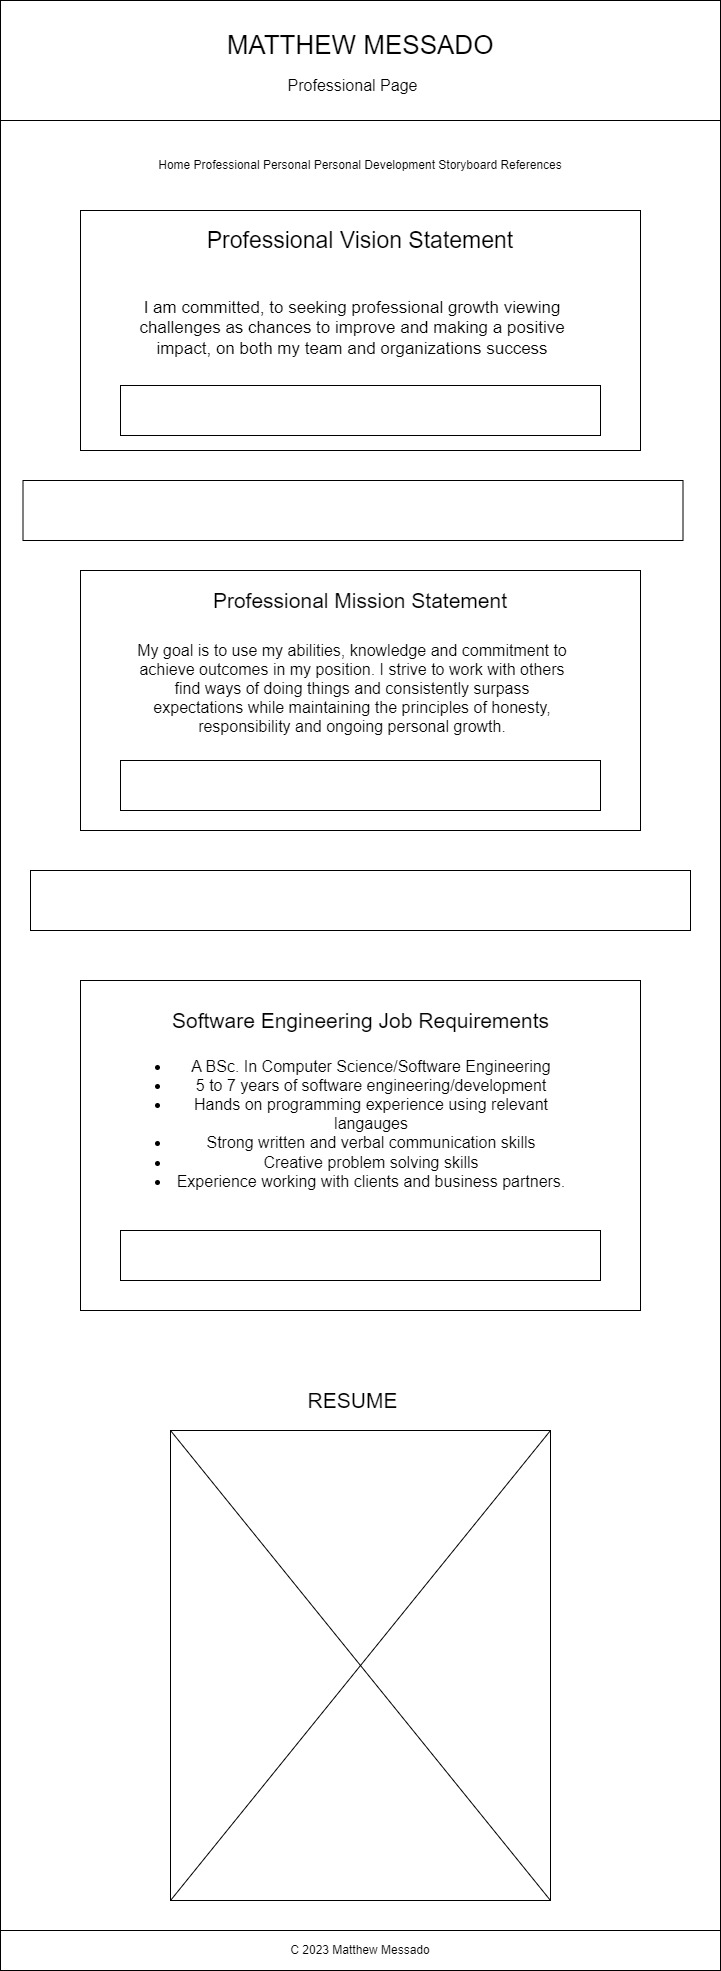 MATTHEW MESSADO
Professional Page
Home Professional Personal Personal Development Storyboard References
Professional Vision Statement
I am committed, to seeking professional growth viewing
challenges as chances to improve and making a positive
impact, on both my team and organizations success
Professional Mission Statement
My goal is to use my abilities, knowledge and commitment to
achieve outcomes in my position. I strive to work with others
find ways of doing things and consistently surpass
expectations while maintaining the principles of honesty,
responsibility and ongoing personal growth.
Software Engineering Job Requirements
• A BSc. In Computer Science/Software Engineering
• 5 to 7 years of software engineering/development
• Hands on programming experience using relevant
langauges
• Strong written and verbal communication skills
• Creative problem solving skills
• Experience working with clients and business partners.
RESUME
C 2023 Matthew Messado